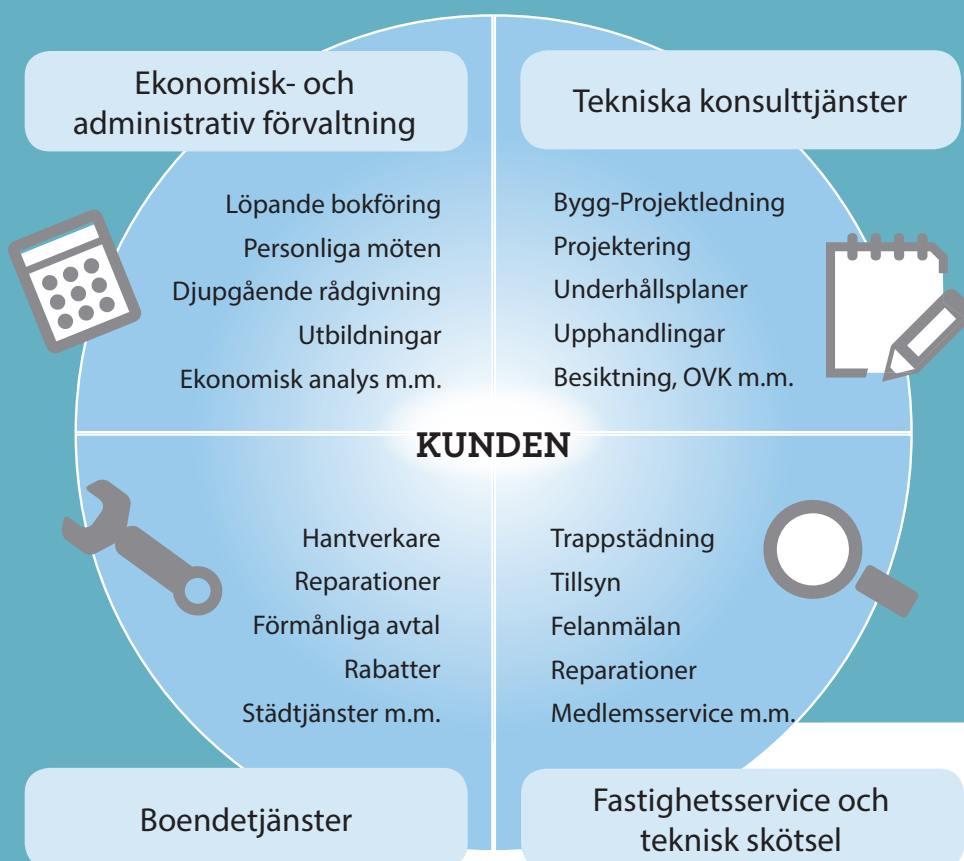 Ekonomisk- och
administrativ förvaltning
Löpande bokföring
Personliga möten
Djupgående rådgivning
Utbildningar
Ekonomisk analys m.m.
Tekniska konsulttjänster
Bygg-Projektledning
Projektering
Underhållsplaner
Upphandlingar
Besiktning, OVK m.m.
KUNDEN
Hantverkare
Reparationer
Förmånliga avtal
Rabatter
Städtjänster m.m.
Boendetjänster
Trappstädning
Tillsyn
Felanmälan
Reparationer
Medlemsservice m.m.
Fastighetsservice och
teknisk skötsel